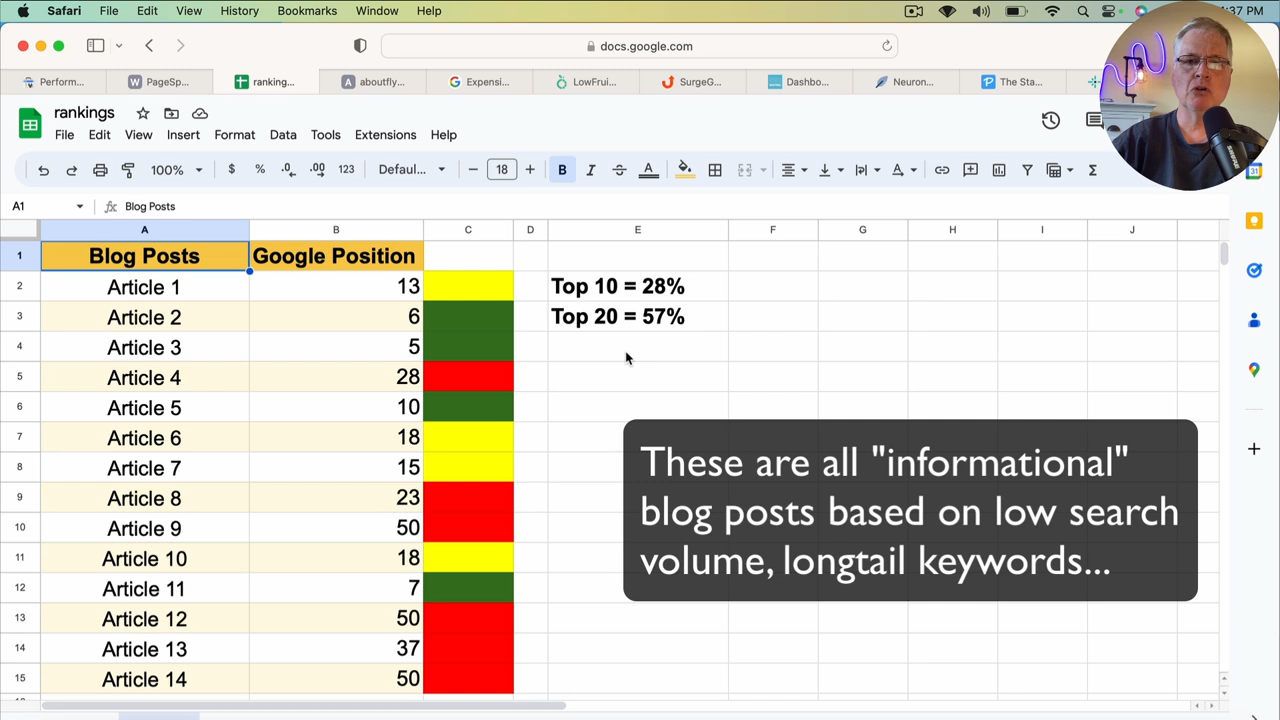 Safari File Edit View History Bookmarks Window Help :37 PM
docs.google.com
Perform... PageSp... ranking... aboutfly... Expensi... LowFrui... SurgeG... Dashbo... Neuron... The Sta...
rankings
File Edit View Insert Format Data Tools Extensions Help
100% $ % .0 .00 123 Defaul... 18 B I A
A1 fx Blog Posts
A B C D E F G H I J
1 Blog Posts Google Position
2 Article 1 13 Top 10 = 28%
3 Article 2 6 Top 20 = 57%
4 Article 3 5
5 Article 4 28
6 Article 5 10
7 Article 6 18
8 Article 7 15
9 Article 8 23
10 Article 9 50
11 Article 10 18
12 Article 11 7
13 Article 12 50
14 Article 13 37
15 Article 14 50
These are all "informational"
blog posts based on low search
volume, longtail keywords...